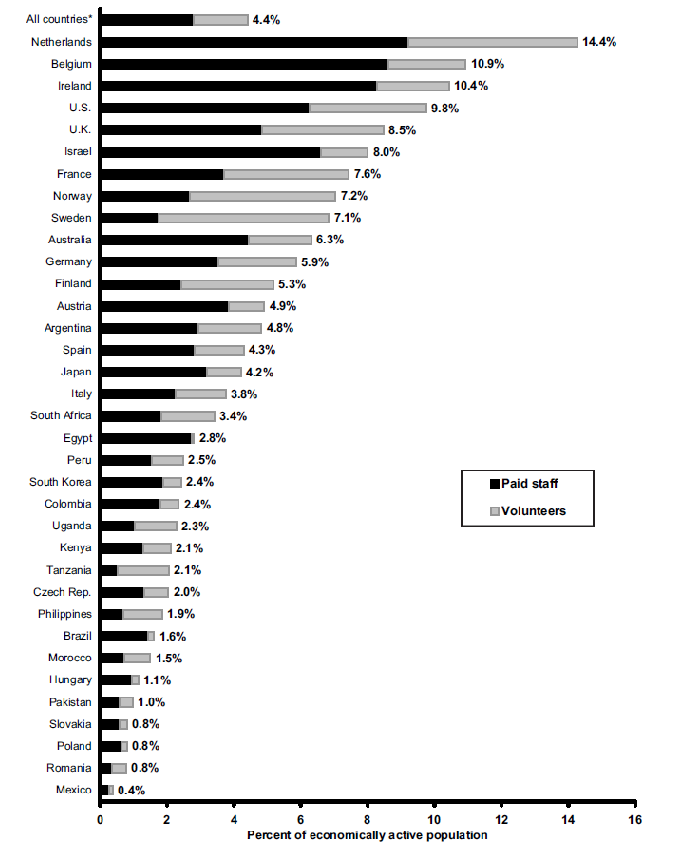 All countries* 4.4%
Netherlands 14.4%
Belgium 10.9%
Ireland 10.4%
U.S. 9.8%
U.K. 8.5%
Israel 8.0%
France 7.6%
Norway 7.2%
Sweden 7.1%
Australia 6.3%
Germany 5.9%
Finland 5.3%
Austria 4.9%
Argentina 4.8%
Spain 4.3%
Japan 4.2%
Italy 3.8%
South Africa 3.4%
Egypt 2.8%
Peru 2.5%
South Korea 2.4%
Colombia 2.4%
Uganda 2.3%
Kenya 2.1%
Tanzania 2.1%
Czech Rep. 2.0%
Philippines 1.9%
Brazil 1.6%
Morocco 1.5%
Hungary 1.1%
Pakistan 1.0%
Slovakia 0.8%
Poland 0.8%
Romania 0.8%
Mexico 0.4%
Paid staff
Volunteers
0 2 4 6 8 10 12 14 16
Percent of economically active population